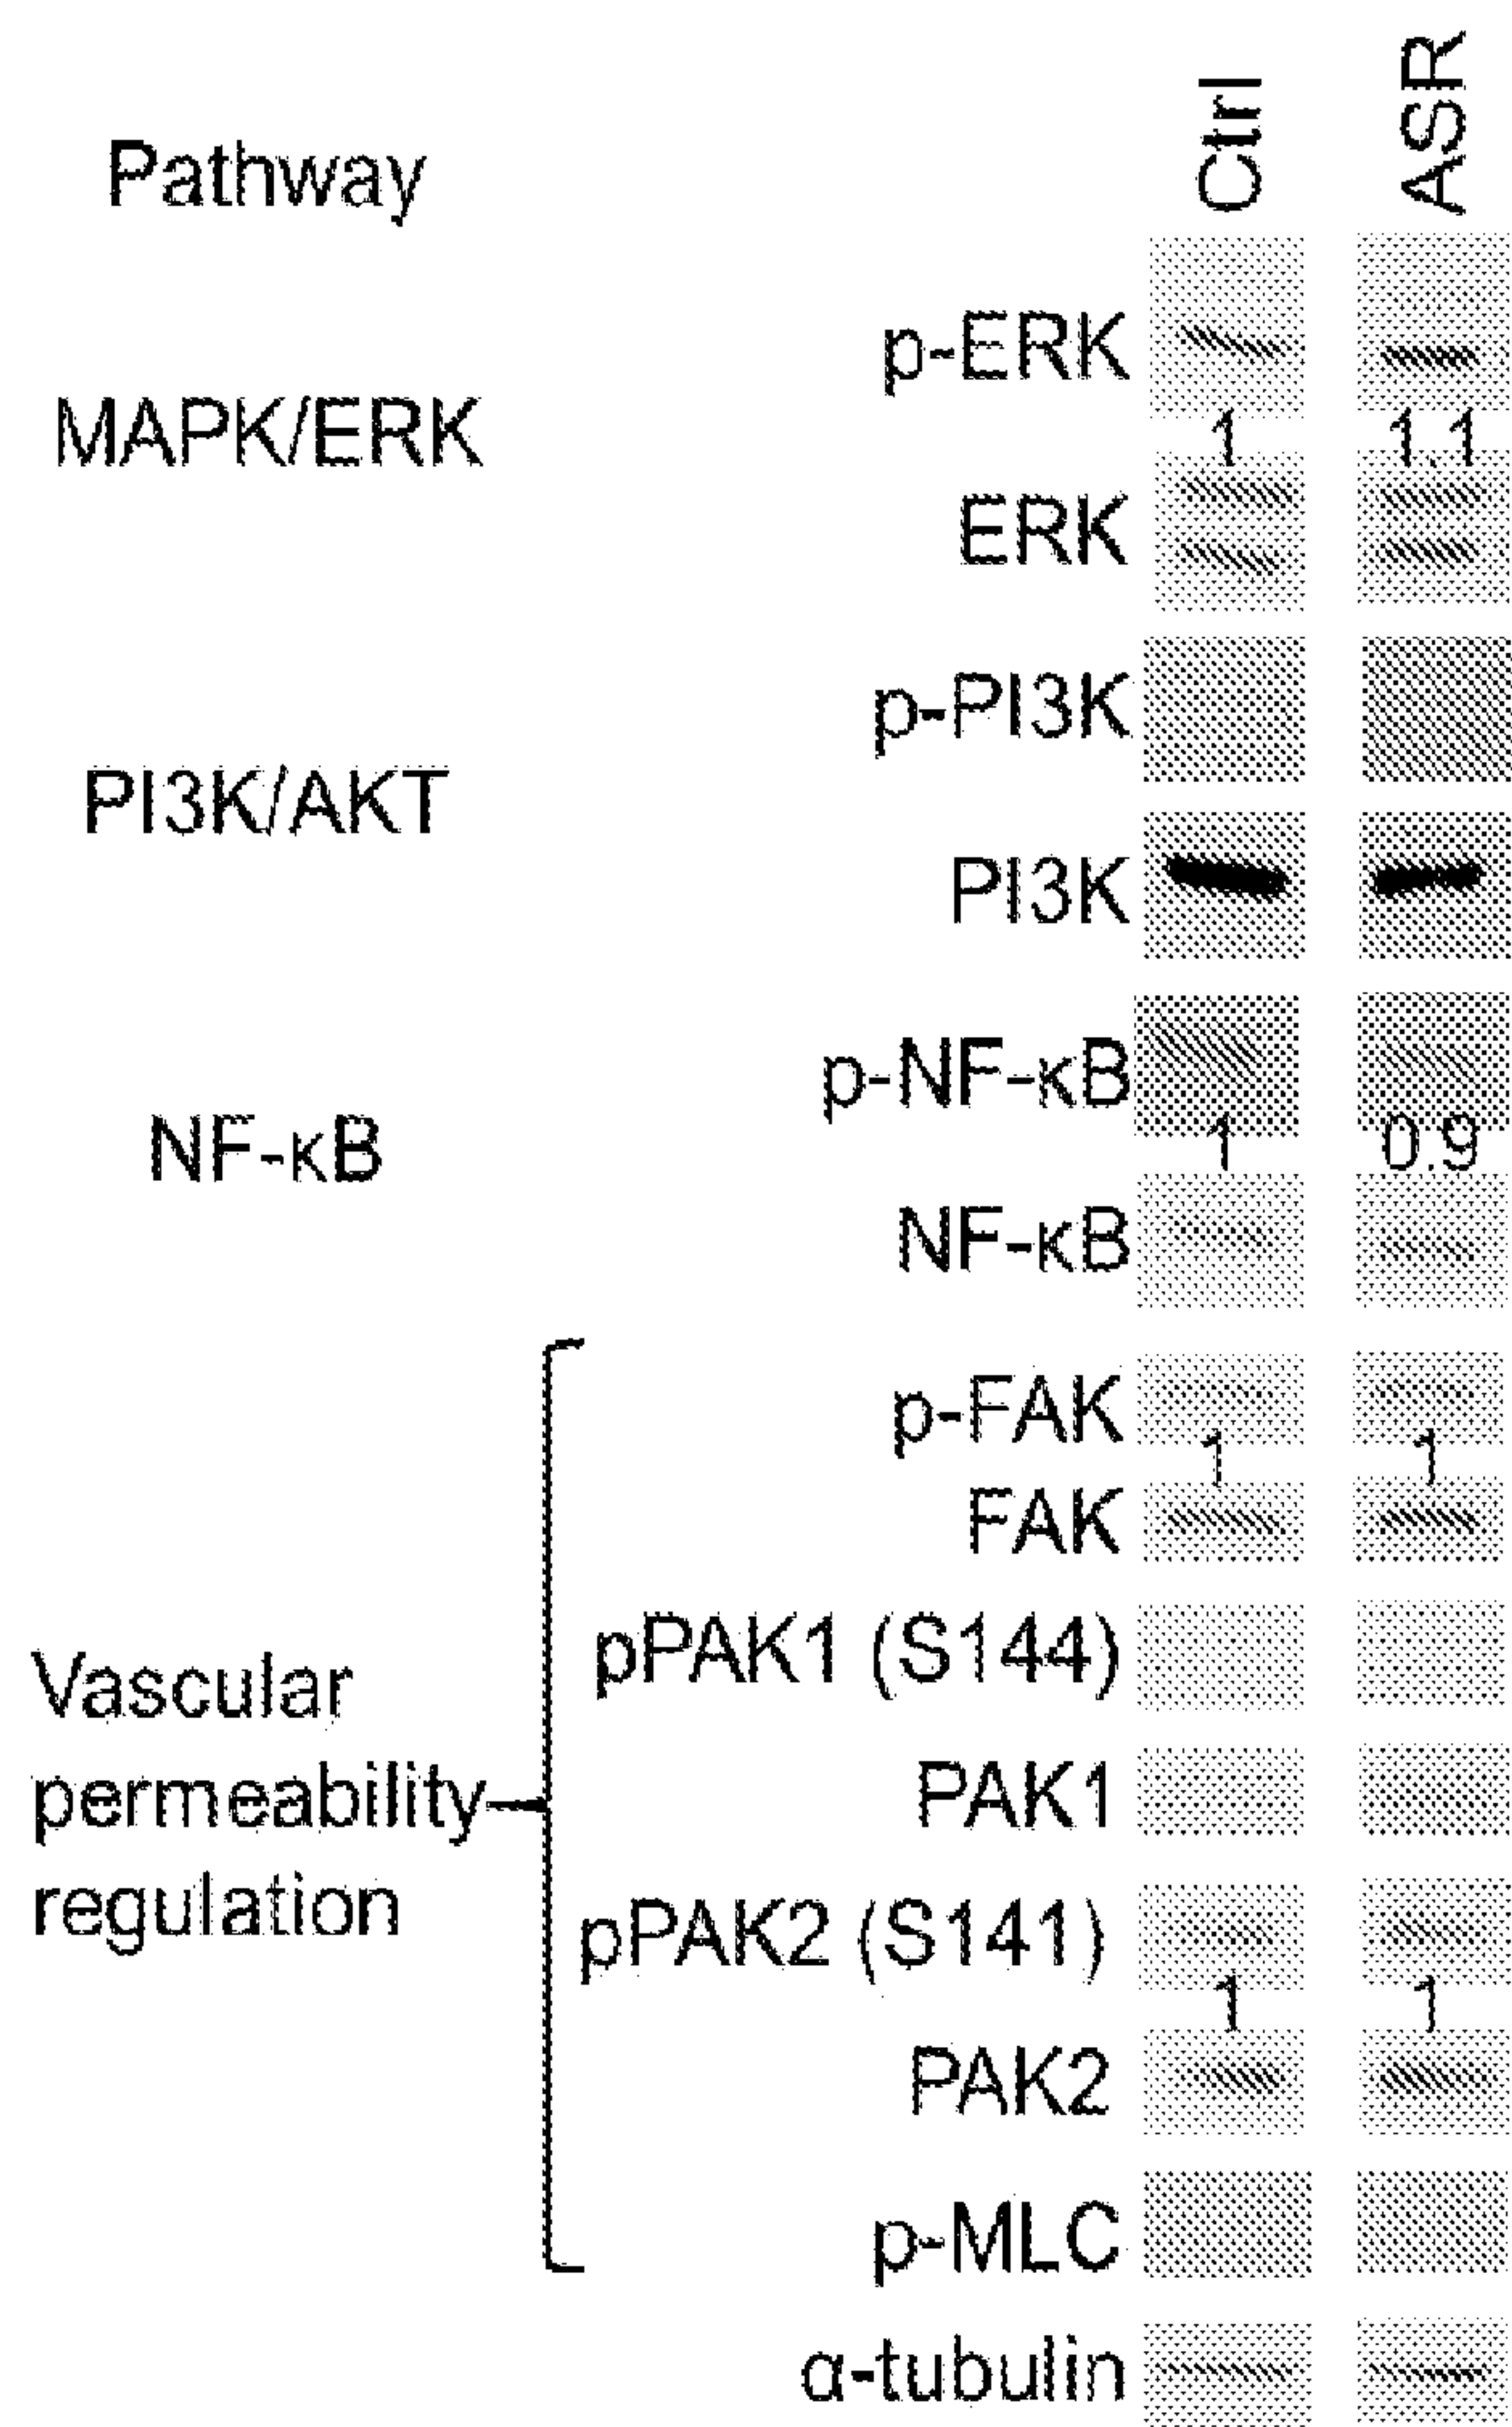 Ctrl ASR
Pathway
p-ERK
1 1.1
MAPK/ERK
ERK
p-PI3K
PI3K/AKT
PI3K
p-NF-κB
1 0.9
NF-κB
NF-κB
p-FAK
1 1
FAK
pPAK1 (S144)
Vascular
permeability
regulation
PAK1
pPAK2 (S141)
1 1
PAK2
p-MLC
α-tubulin